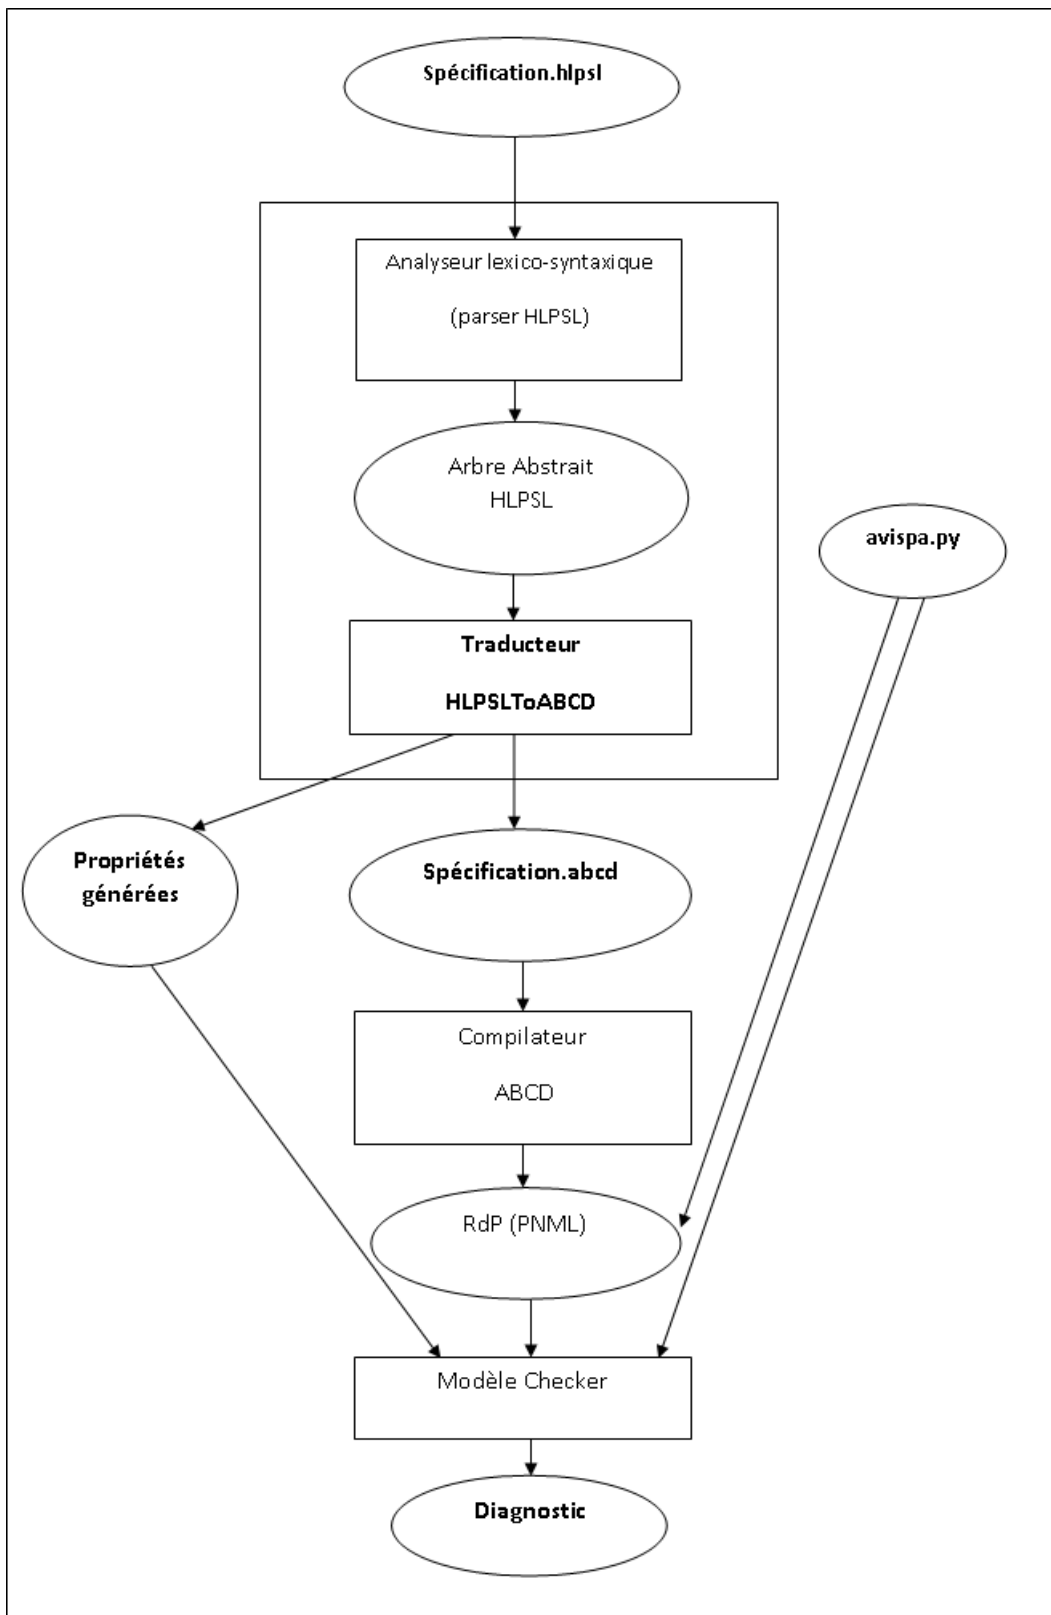 Spécification.hlpsl
Analyseur lexico-syntaxique
(parser HLPSL)
Arbre Abstrait
HLPSL
avispa.py
Traducteur
HLPSLToABCD
Propriétés
générées
Spécification.abcd
Compilateur
ABCD
RdP (PNML)
Modèle Checker
Diagnostic